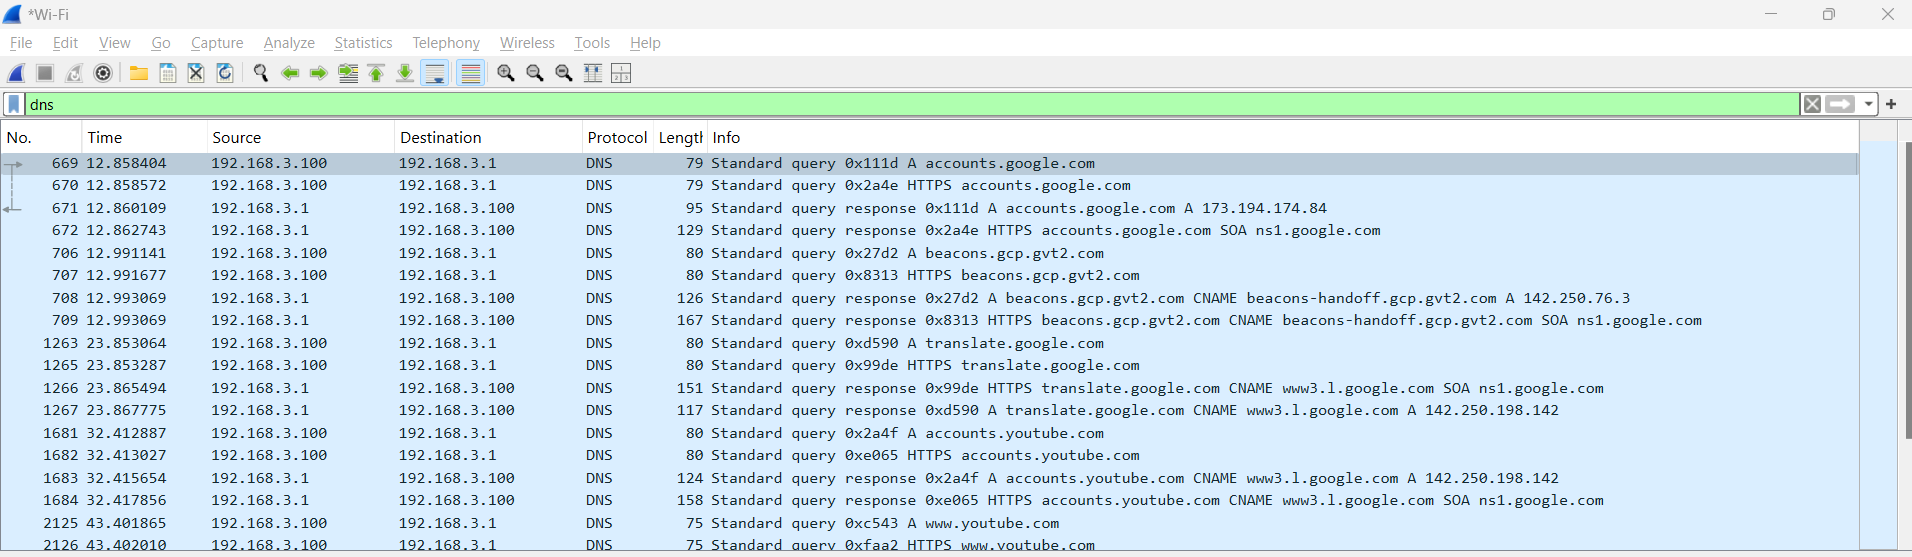 *Wi-Fi
File Edit View Go Capture Analyze Statistics Telephony Wireless Tools Help
dns
No. Time Source Destination Protocol Length Info
669 12.858404 192.168.3.100 192.168.3.1 DNS 79 Standard query 0x111d A accounts.google.com
670 12.858572 192.168.3.100 192.168.3.1 DNS 79 Standard query 0x2a4e HTTPS accounts.google.com
671 12.860109 192.168.3.1 192.168.3.100 DNS 95 Standard query response 0x111d A accounts.google.com A 173.194.174.84
672 12.862743 192.168.3.1 192.168.3.100 DNS 129 Standard query response 0x2a4e HTTPS accounts.google.com SOA ns1.google.com
706 12.991141 192.168.3.100 192.168.3.1 DNS 80 Standard query 0x27d2 A beacons.gcp.gvt2.com
707 12.991677 192.168.3.100 192.168.3.1 DNS 80 Standard query 0x8313 HTTPS beacons.gcp.gvt2.com
708 12.993069 192.168.3.1 192.168.3.100 DNS 126 Standard query response 0x27d2 A beacons.gcp.gvt2.com CNAME beacons-handoff.gcp.gvt2.com A 142.250.76.3
709 12.993069 192.168.3.1 192.168.3.100 DNS 167 Standard query response 0x8313 HTTPS beacons.gcp.gvt2.com CNAME beacons-handoff.gcp.gvt2.com SOA ns1.google.com
1263 23.853064 192.168.3.100 192.168.3.1 DNS 80 Standard query 0xd590 A translate.google.com
1265 23.853287 192.168.3.100 192.168.3.1 DNS 80 Standard query 0x99de HTTPS translate.google.com
1266 23.865494 192.168.3.1 192.168.3.100 DNS 151 Standard query response 0x99de HTTPS translate.google.com CNAME www3.l.google.com SOA ns1.google.com
1267 23.867775 192.168.3.1 192.168.3.100 DNS 117 Standard query response 0xd590 A translate.google.com CNAME www3.l.google.com A 142.250.198.142
1681 32.412887 192.168.3.100 192.168.3.1 DNS 80 Standard query 0x2a4f A accounts.youtube.com
1682 32.413027 192.168.3.100 192.168.3.1 DNS 80 Standard query 0xe065 HTTPS accounts.youtube.com
1683 32.415654 192.168.3.1 192.168.3.100 DNS 124 Standard query response 0x2a4f A accounts.youtube.com CNAME www3.l.google.com A 142.250.198.142
1684 32.417856 192.168.3.1 192.168.3.100 DNS 158 Standard query response 0xe065 HTTPS accounts.youtube.com CNAME www3.l.google.com SOA ns1.google.com
2125 43.401865 192.168.3.100 192.168.3.1 DNS 75 Standard query 0xc543 A www.youtube.com
2126 43.402010 192.168.3.100 192.168.3.1 DNS 75 Standard query 0xfaa2 HTTPS www.youtube.com